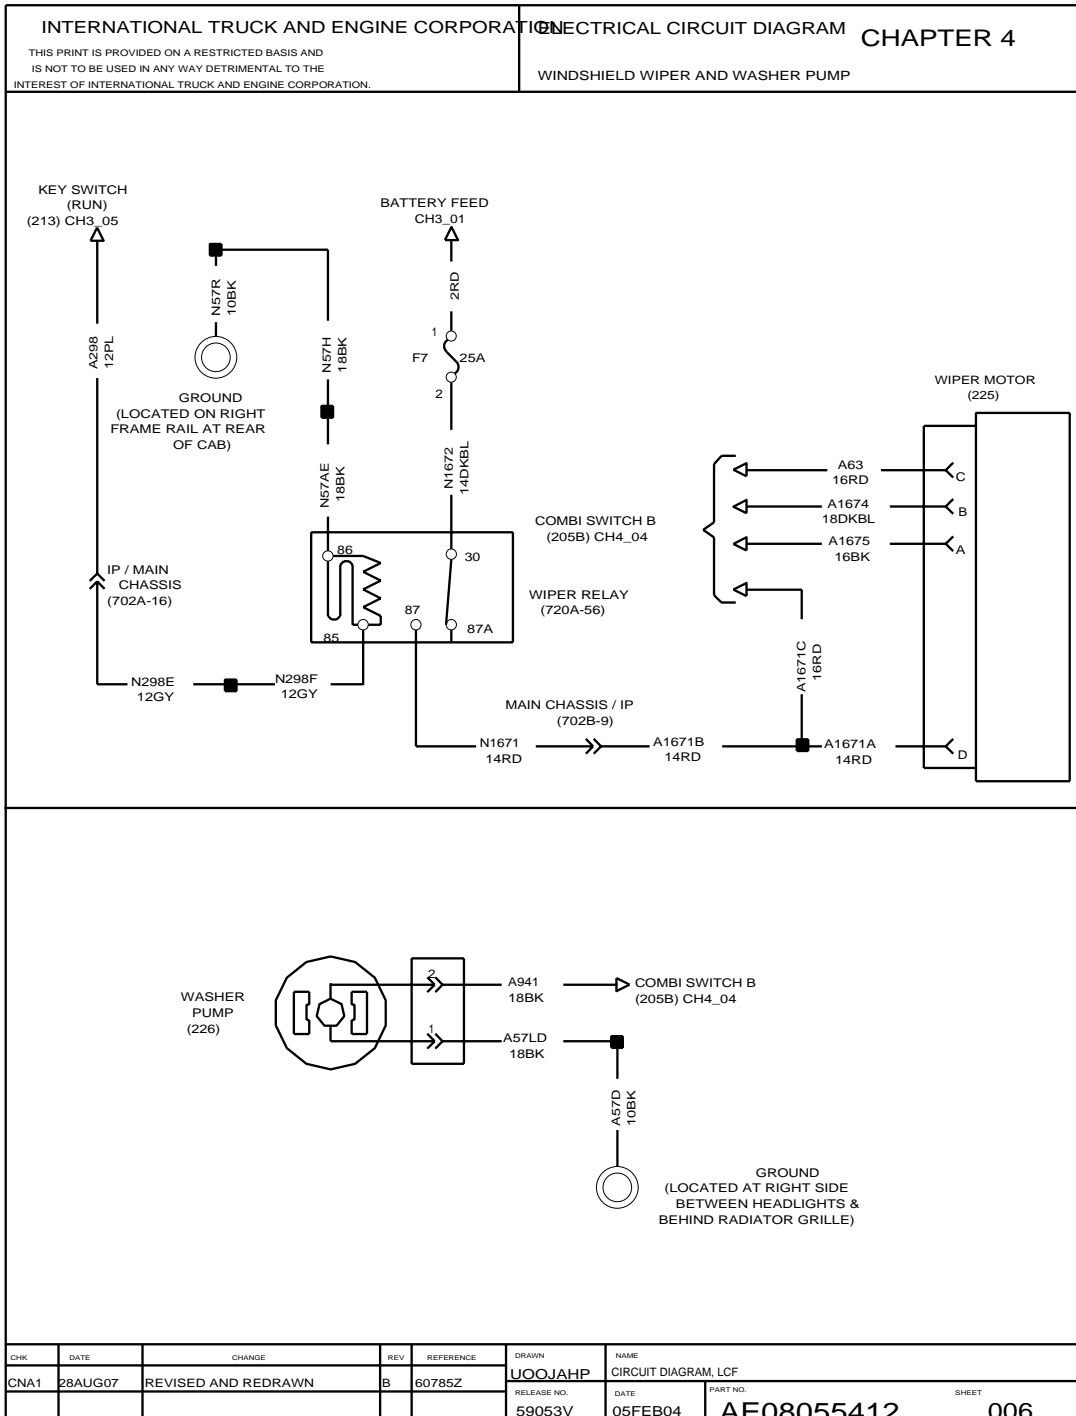 INTERNATIONAL TRUCK AND ENGINE CORPORATION
THIS PRINT IS PROVIDED ON A RESTRICTED BASIS AND
IS NOT TO BE USED IN ANY WAY DETRIMENTAL TO THE
INTEREST OF INTERNATIONAL TRUCK AND ENGINE CORPORATION.
ELECTRICAL CIRCUIT DIAGRAM
CHAPTER 4
WINDSHIELD WIPER AND WASHER PUMP
KEY SWITCH
(RUN)
(213) CH3_05
BATTERY FEED
CH3_01
A298
12PL
N57R
10BK
N57H
18BK
2RD
1
F7
25A
2
GROUND
(LOCATED ON RIGHT
FRAME RAIL AT REAR
OF CAB)
WIPER MOTOR
(225)
N57AE
18BK
N1672
14DKBL
A63
16RD
C
A1674
18DKBL
B
A1675
16BK
A
COMBI SWITCH B
(205B) CH4_04
IP / MAIN
CHASSIS
(702A-16)
86
30
87
87A
85
WIPER RELAY
(720A-56)
A1671C
16RD
N298E
12GY
N298F
12GY
MAIN CHASSIS / IP
(702B-9)
N1671
14RD
A1671B
14RD
A1671A
14RD
D
WASHER
PUMP
(226)
2
A941
18BK
COMBI SWITCH B
(205B) CH4_04
1
A57LD
18BK
A57D
10BK
GROUND
(LOCATED AT RIGHT SIDE
BETWEEN HEADLIGHTS &
BEHIND RADIATOR GRILLE)
CHK DATE CHANGE REV REFERENCE
CNA1 28AUG07 REVISED AND REDRAWN B 60785Z
DRAWN
UOOJAHP
NAME
CIRCUIT DIAGRAM, LCF
RELEASE NO.
59053V
DATE
05FEB04
PART NO.
AE08055412
SHEET
006